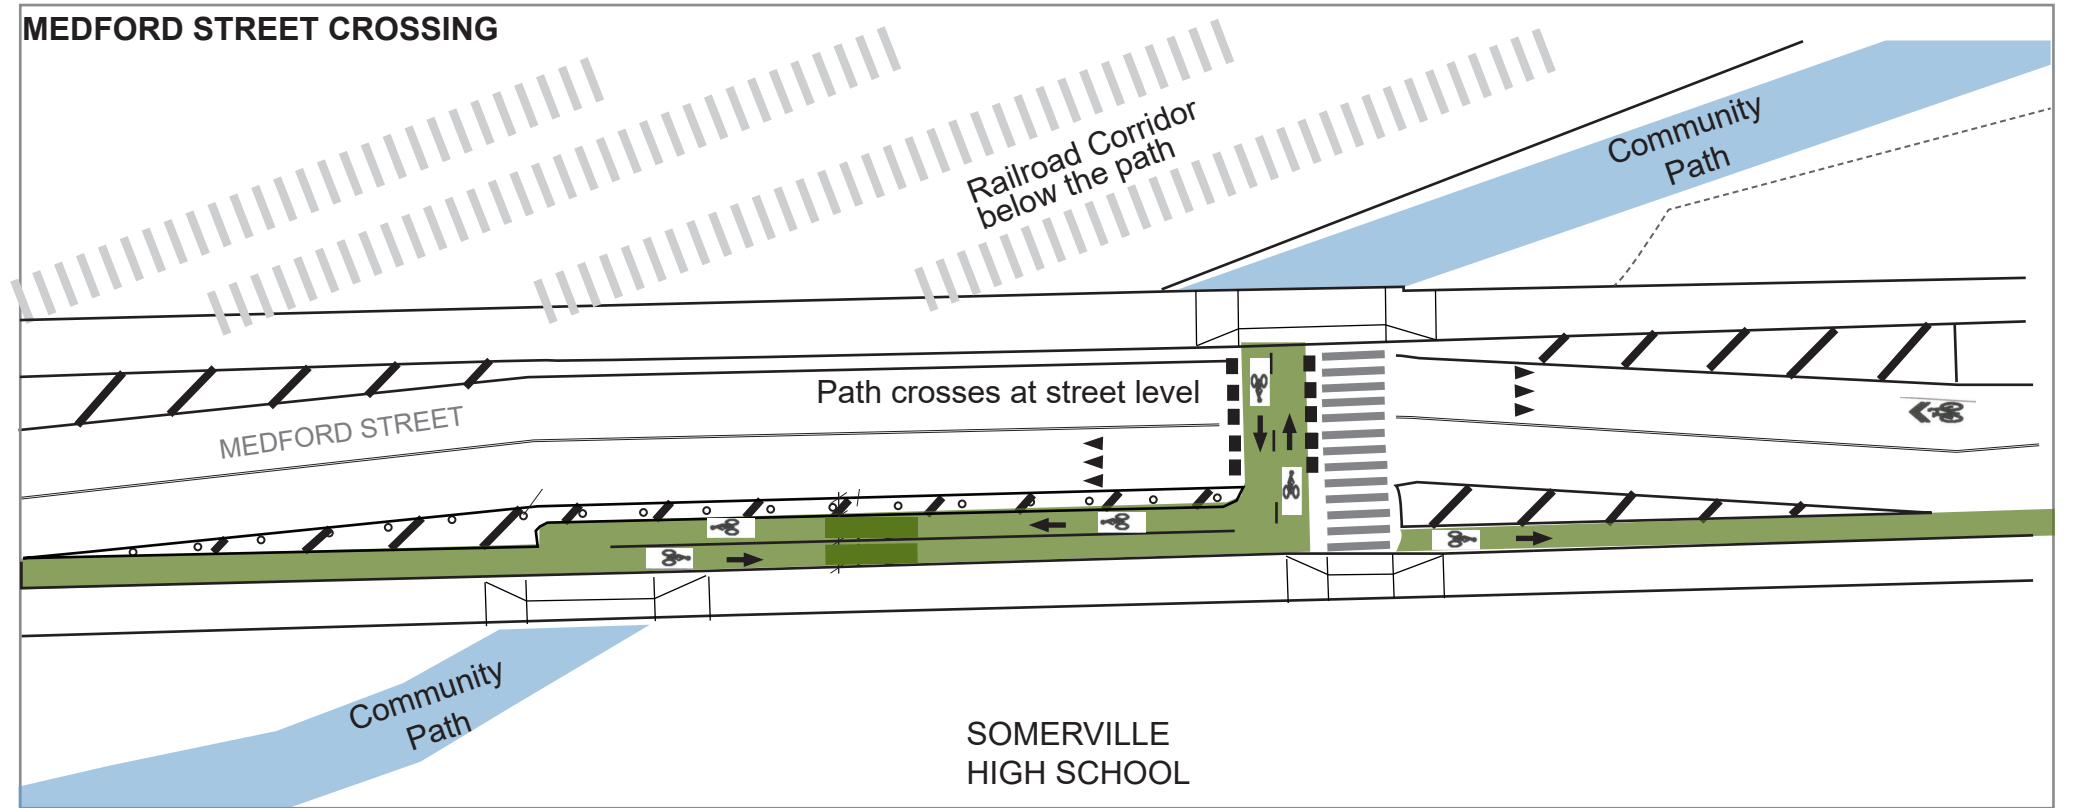 MEDFORD STREET CROSSING
Railroad Corridor
below the path
Community
Path
Path crosses at street level
MEDFORD STREET
Community
Path
SOMERVILLE
HIGH SCHOOL